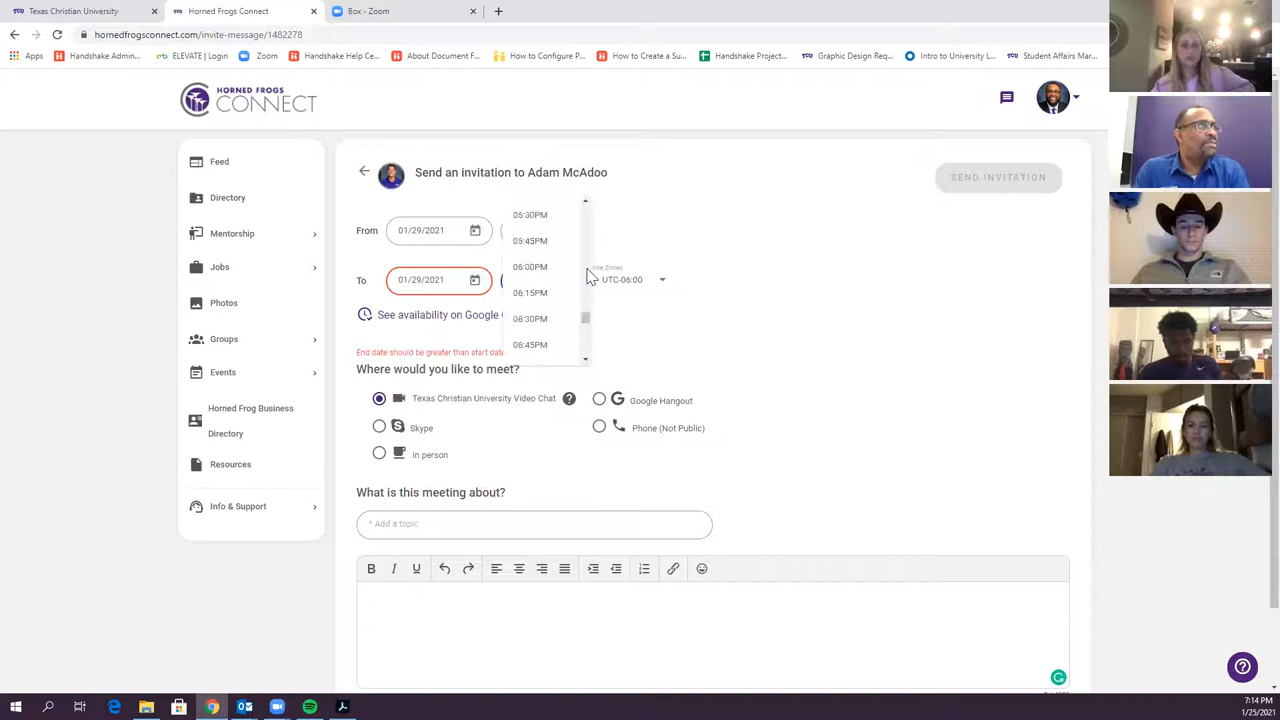 Texas Christian University
Horned Frogs Connect
Box - Zoom
hornedfrogsconnect.com/invite-message/1482278
Apps
Handshake Admin...
ELEVATE | Login
Zoom
Handshake Help Ce...
About Document F...
How to Configure P...
How to Create a Su...
Handshake Project...
Graphic Design Req...
Intro to University L...
Student Affairs Mar...
HORNED FROGS
CONNECT
Feed
Directory
Mentorship
Jobs
Photos
Groups
Events
Horned Frog Business
Directory
Resources
Info & Support
Send an invitation to Adam McAdoo
SEND INVITATION
From
01/29/2021
To
01/29/2021
05:30PM
05:45PM
06:00PM
06:15PM
06:30PM
06:45PM
UTC-06:00
See availability on Google
End date should be greater than start date
Where would you like to meet?
Texas Christian University Video Chat
Google Hangout
Skype
Phone (Not Public)
In person
What is this meeting about?
* Add a topic
B I U
7:14 PM
1/25/2021